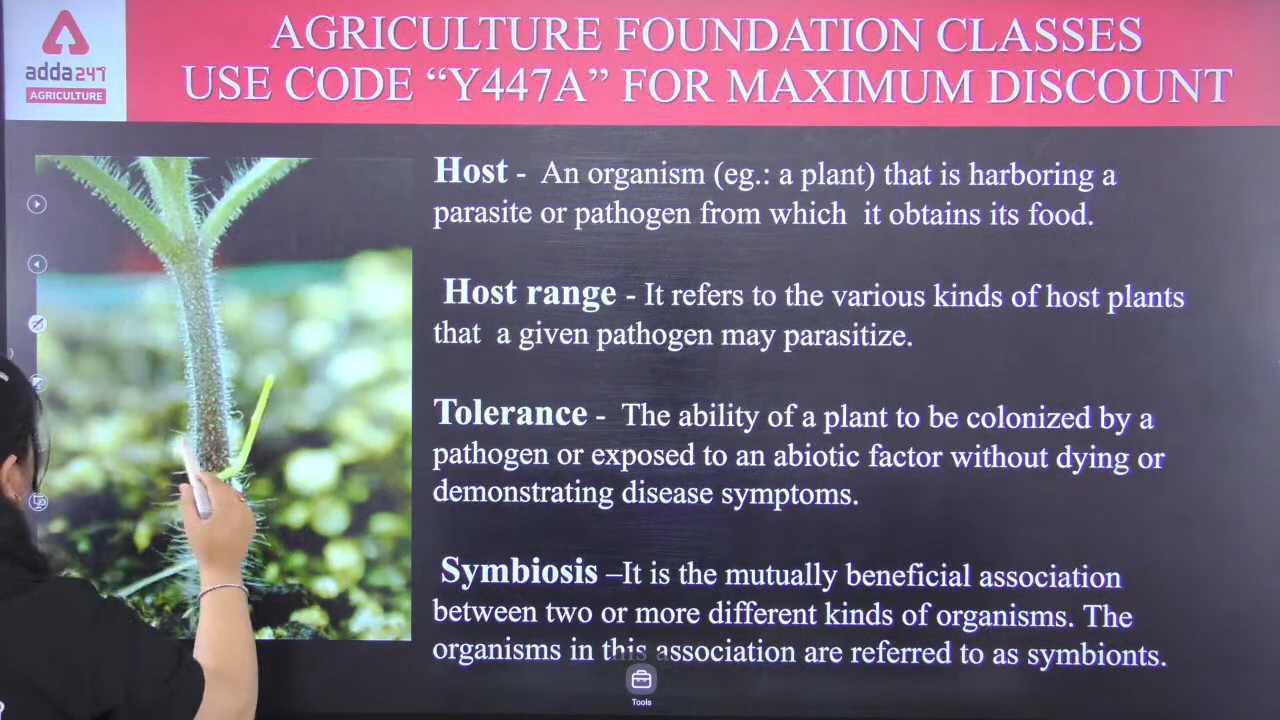 AGRICULTURE FOUNDATION CLASSES
USE CODE “Y447A” FOR MAXIMUM DISCOUNT
adda247
AGRICULTURE
Host - An organism (eg.: a plant) that is harboring a
parasite or pathogen from which it obtains its food.
Host range - It refers to the various kinds of host plants
that a given pathogen may parasitize.
Tolerance - The ability of a plant to be colonized by a
pathogen or exposed to an abiotic factor without dying or
demonstrating disease symptoms.
Symbiosis –It is the mutually beneficial association
between two or more different kinds of organisms. The
organisms in this association are referred to as symbionts.
Tools